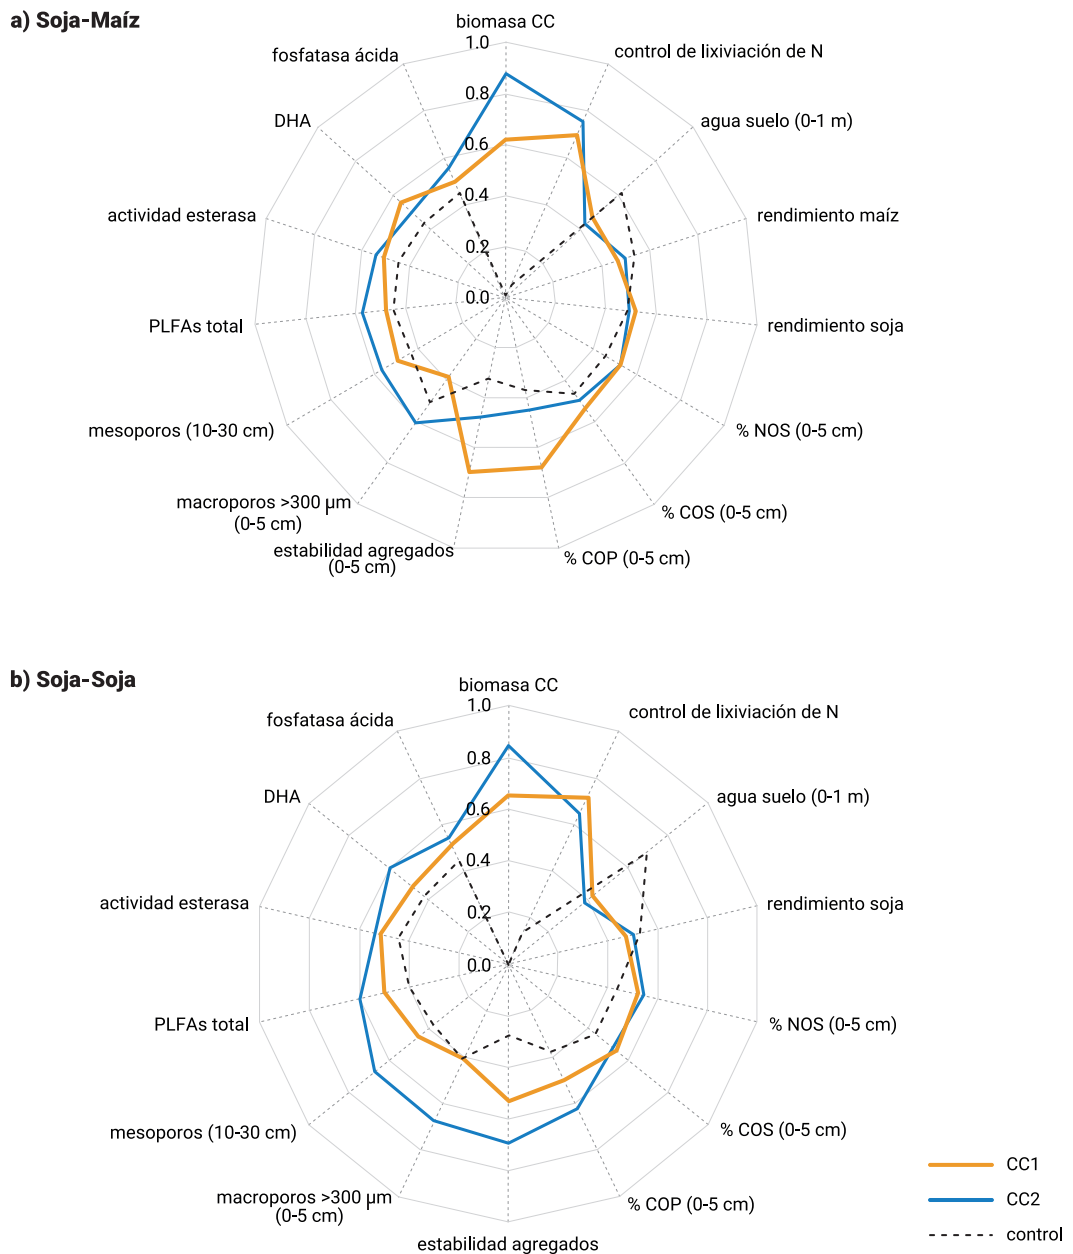 a) Soja-Maíz
biomasa CC
1.0
control de lixiviación de N
fosfatasa ácida
0.8
DHA
agua suelo (0-1 m)
0.6
0.4
actividad esterasa
rendimiento maíz
0.2
0.0
PLFAs total
rendimiento soja
mesoporos (10-30 cm)
% NOS (0-5 cm)
macroporos >300 µm
(0-5 cm)
% COS (0-5 cm)
estabilidad agregados
(0-5 cm)
% COP (0-5 cm)
b) Soja-Soja
biomasa CC
1.0
control de lixiviación de N
fosfatasa ácida
0.8
DHA
agua suelo (0-1 m)
0.6
0.4
actividad esterasa
rendimiento soja
0.2
0.0
PLFAs total
% NOS (0-5 cm)
mesoporos (10-30 cm)
% COS (0-5 cm)
macroporos >300 µm
(0-5 cm)
% COP (0-5 cm)
estabilidad agregados
CC1
CC2
control